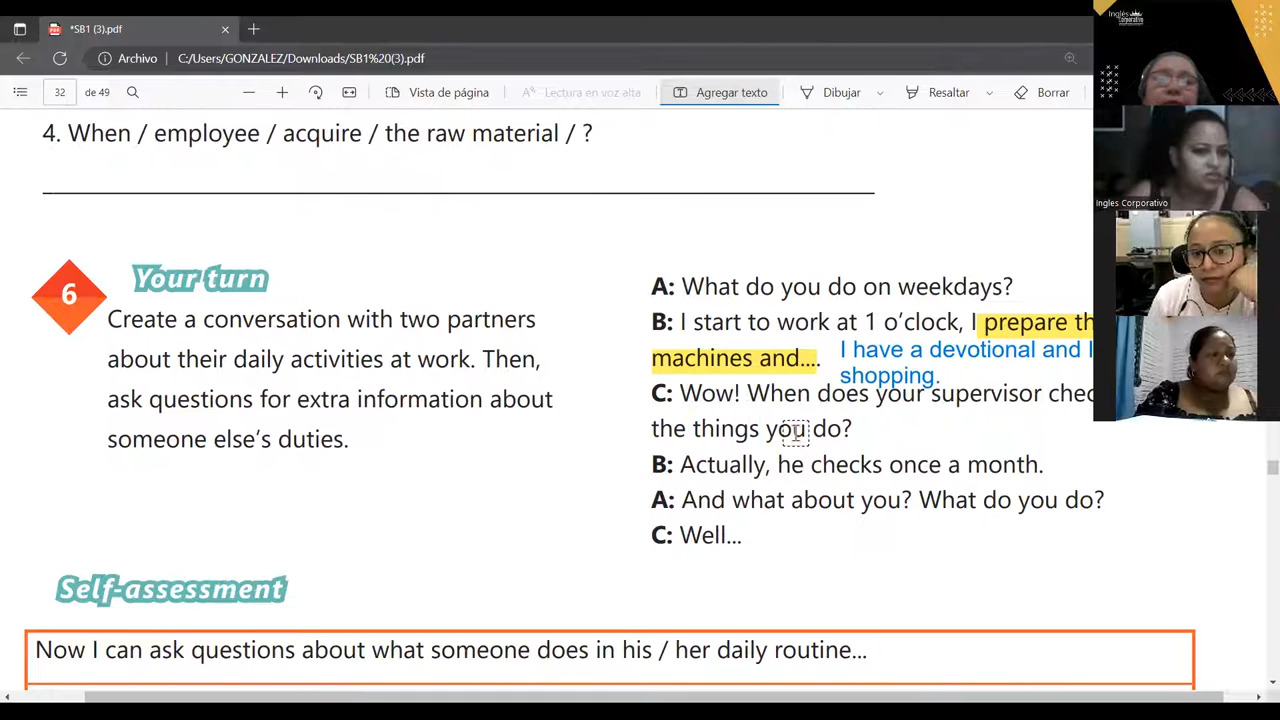 *SB1 (3).pdf
Archivo
C:/Users/GONZALEZ/Downloads/SB1%20(3).pdf
32
de 49
Vista de página
Lectura en voz alta
Agregar texto
Dibujar
Resaltar
Borrar
Inglés
Corporativo
Ingles Corporativo
4. When / employee / acquire / the raw material / ?
6
Your turn
Create a conversation with two partners
about their daily activities at work. Then,
ask questions for extra information about
someone else's duties.
A: What do you do on weekdays?
B: I start to work at 1 o'clock, I prepare th
machines and....
I have a devotional and I
shopping.
C: Wow! When does your supervisor chec
the things you do?
B: Actually, he checks once a month.
A: And what about you? What do you do?
C: Well...
Self-assessment
Now I can ask questions about what someone does in his / her daily routine...